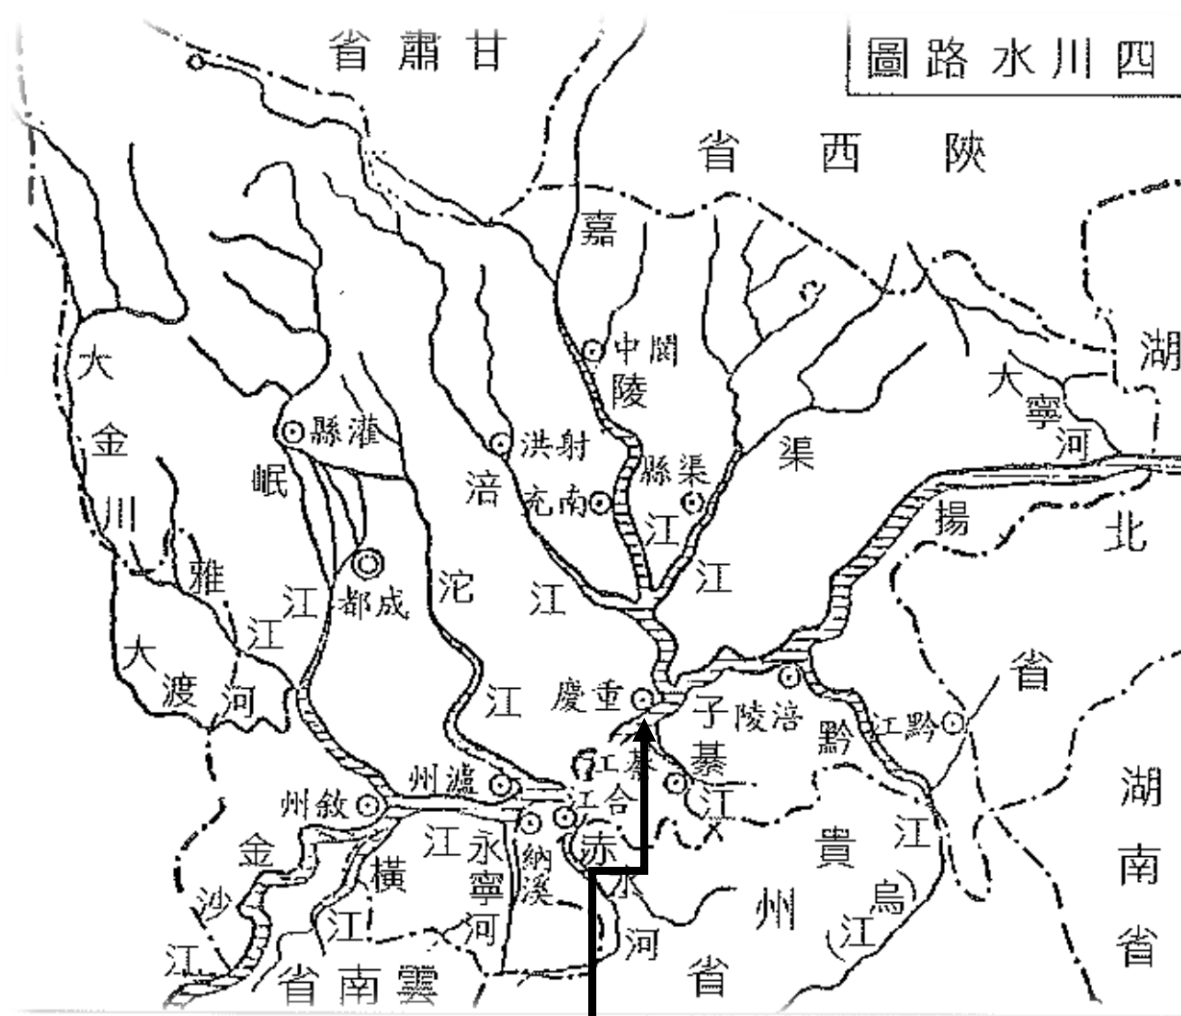 四川水路圖
甘肅省
陝西省
湖北省
嘉陵江
閬中
大寧河
大金川
灌縣
岷江
射洪
涪江
南充
渠縣
渠江
揚子江
成都
沱江
雅江
大渡河
重慶
涪陵
黔江
黔江
綦江
綦江
瀘州
合江
敘州
納溪
永寧河
赤水河
橫江
金沙江
烏(江)
貴州省
雲南省
湖南省